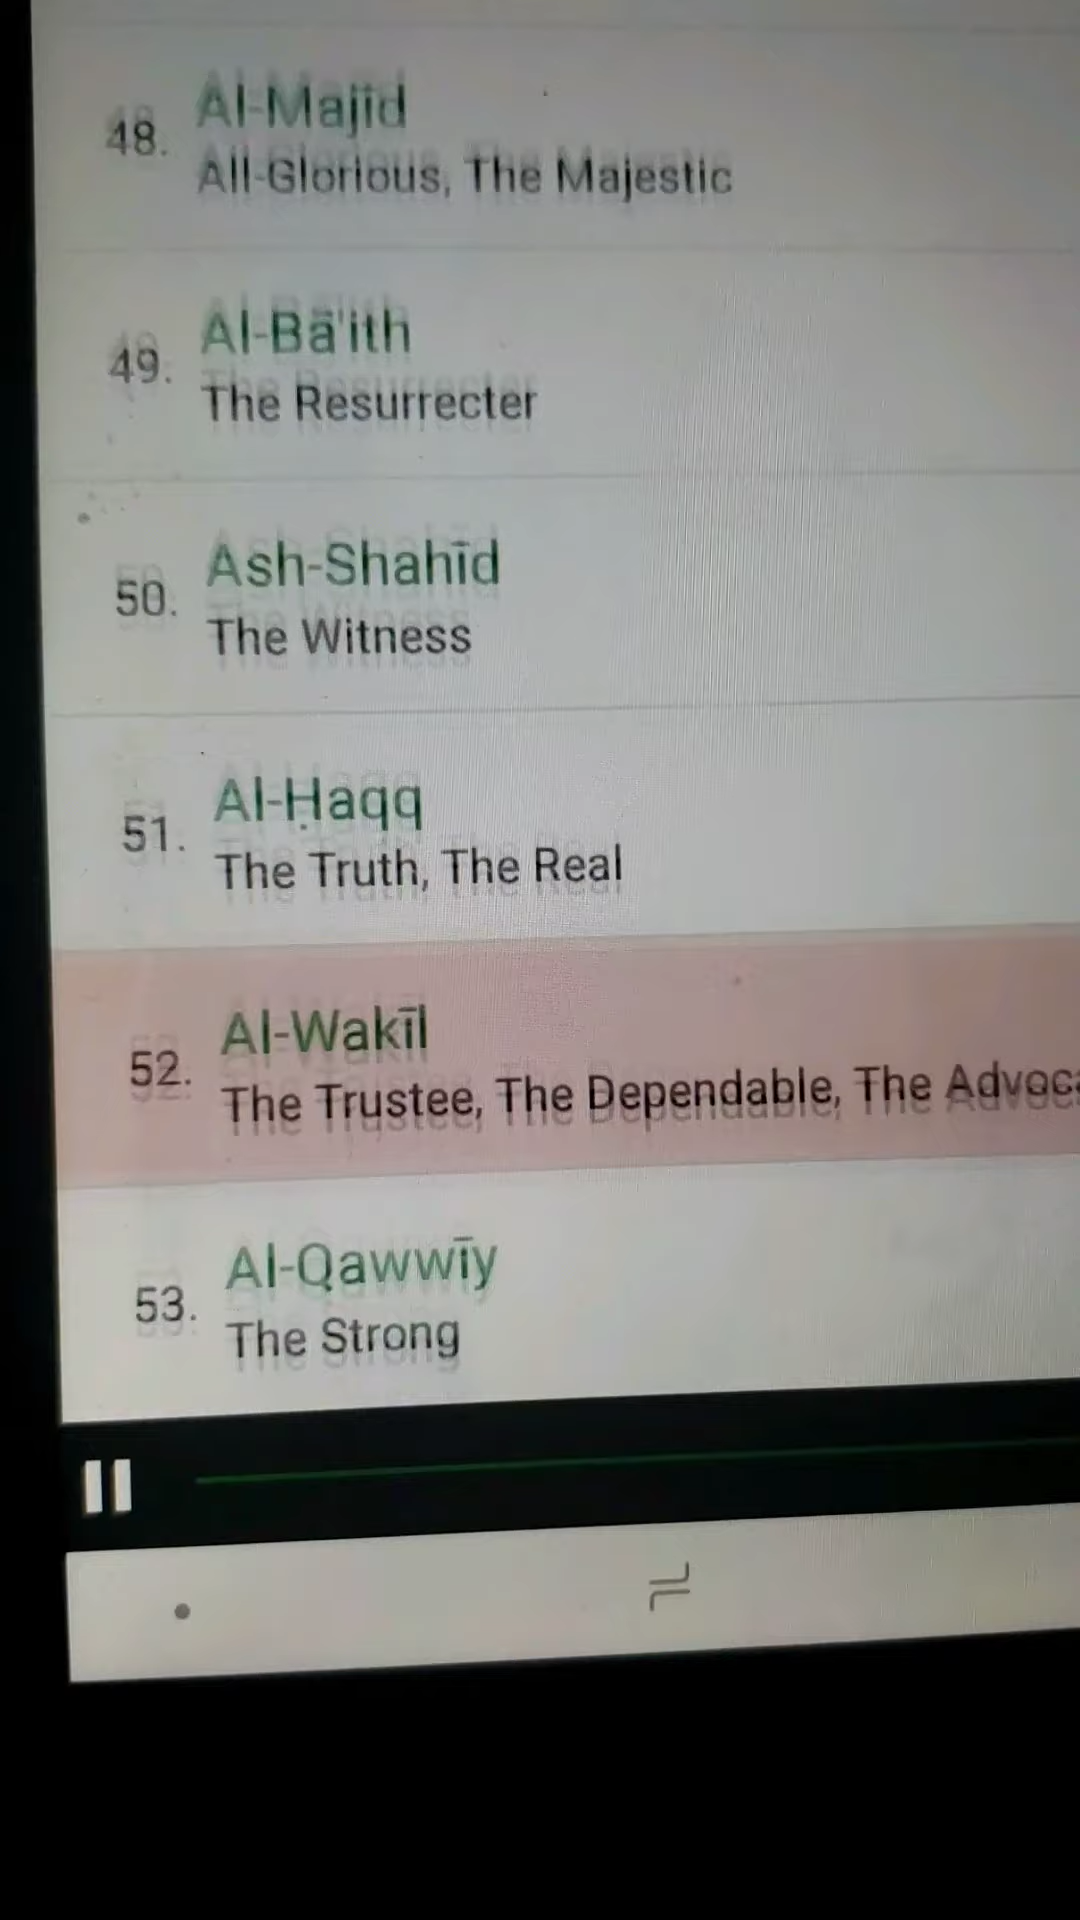 48.
Al-Majīd
All-Glorious, The Majestic
49.
Al-Bā'ith
The Resurrecter
50.
Ash-Shahīd
The Witness
51.
Al-Ḥaqq
The Truth, The Real
52.
Al-Wakīl
The Trustee, The Dependable, The
53.
Al-Qawwīy
The Strong